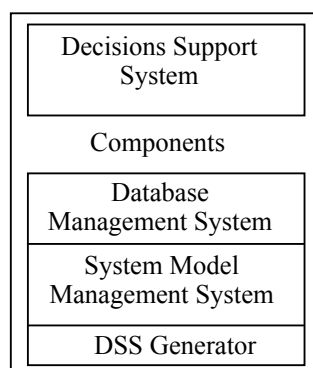 Decisions Support
System
Components
Database
Management System
System Model
Management System
DSS Generator